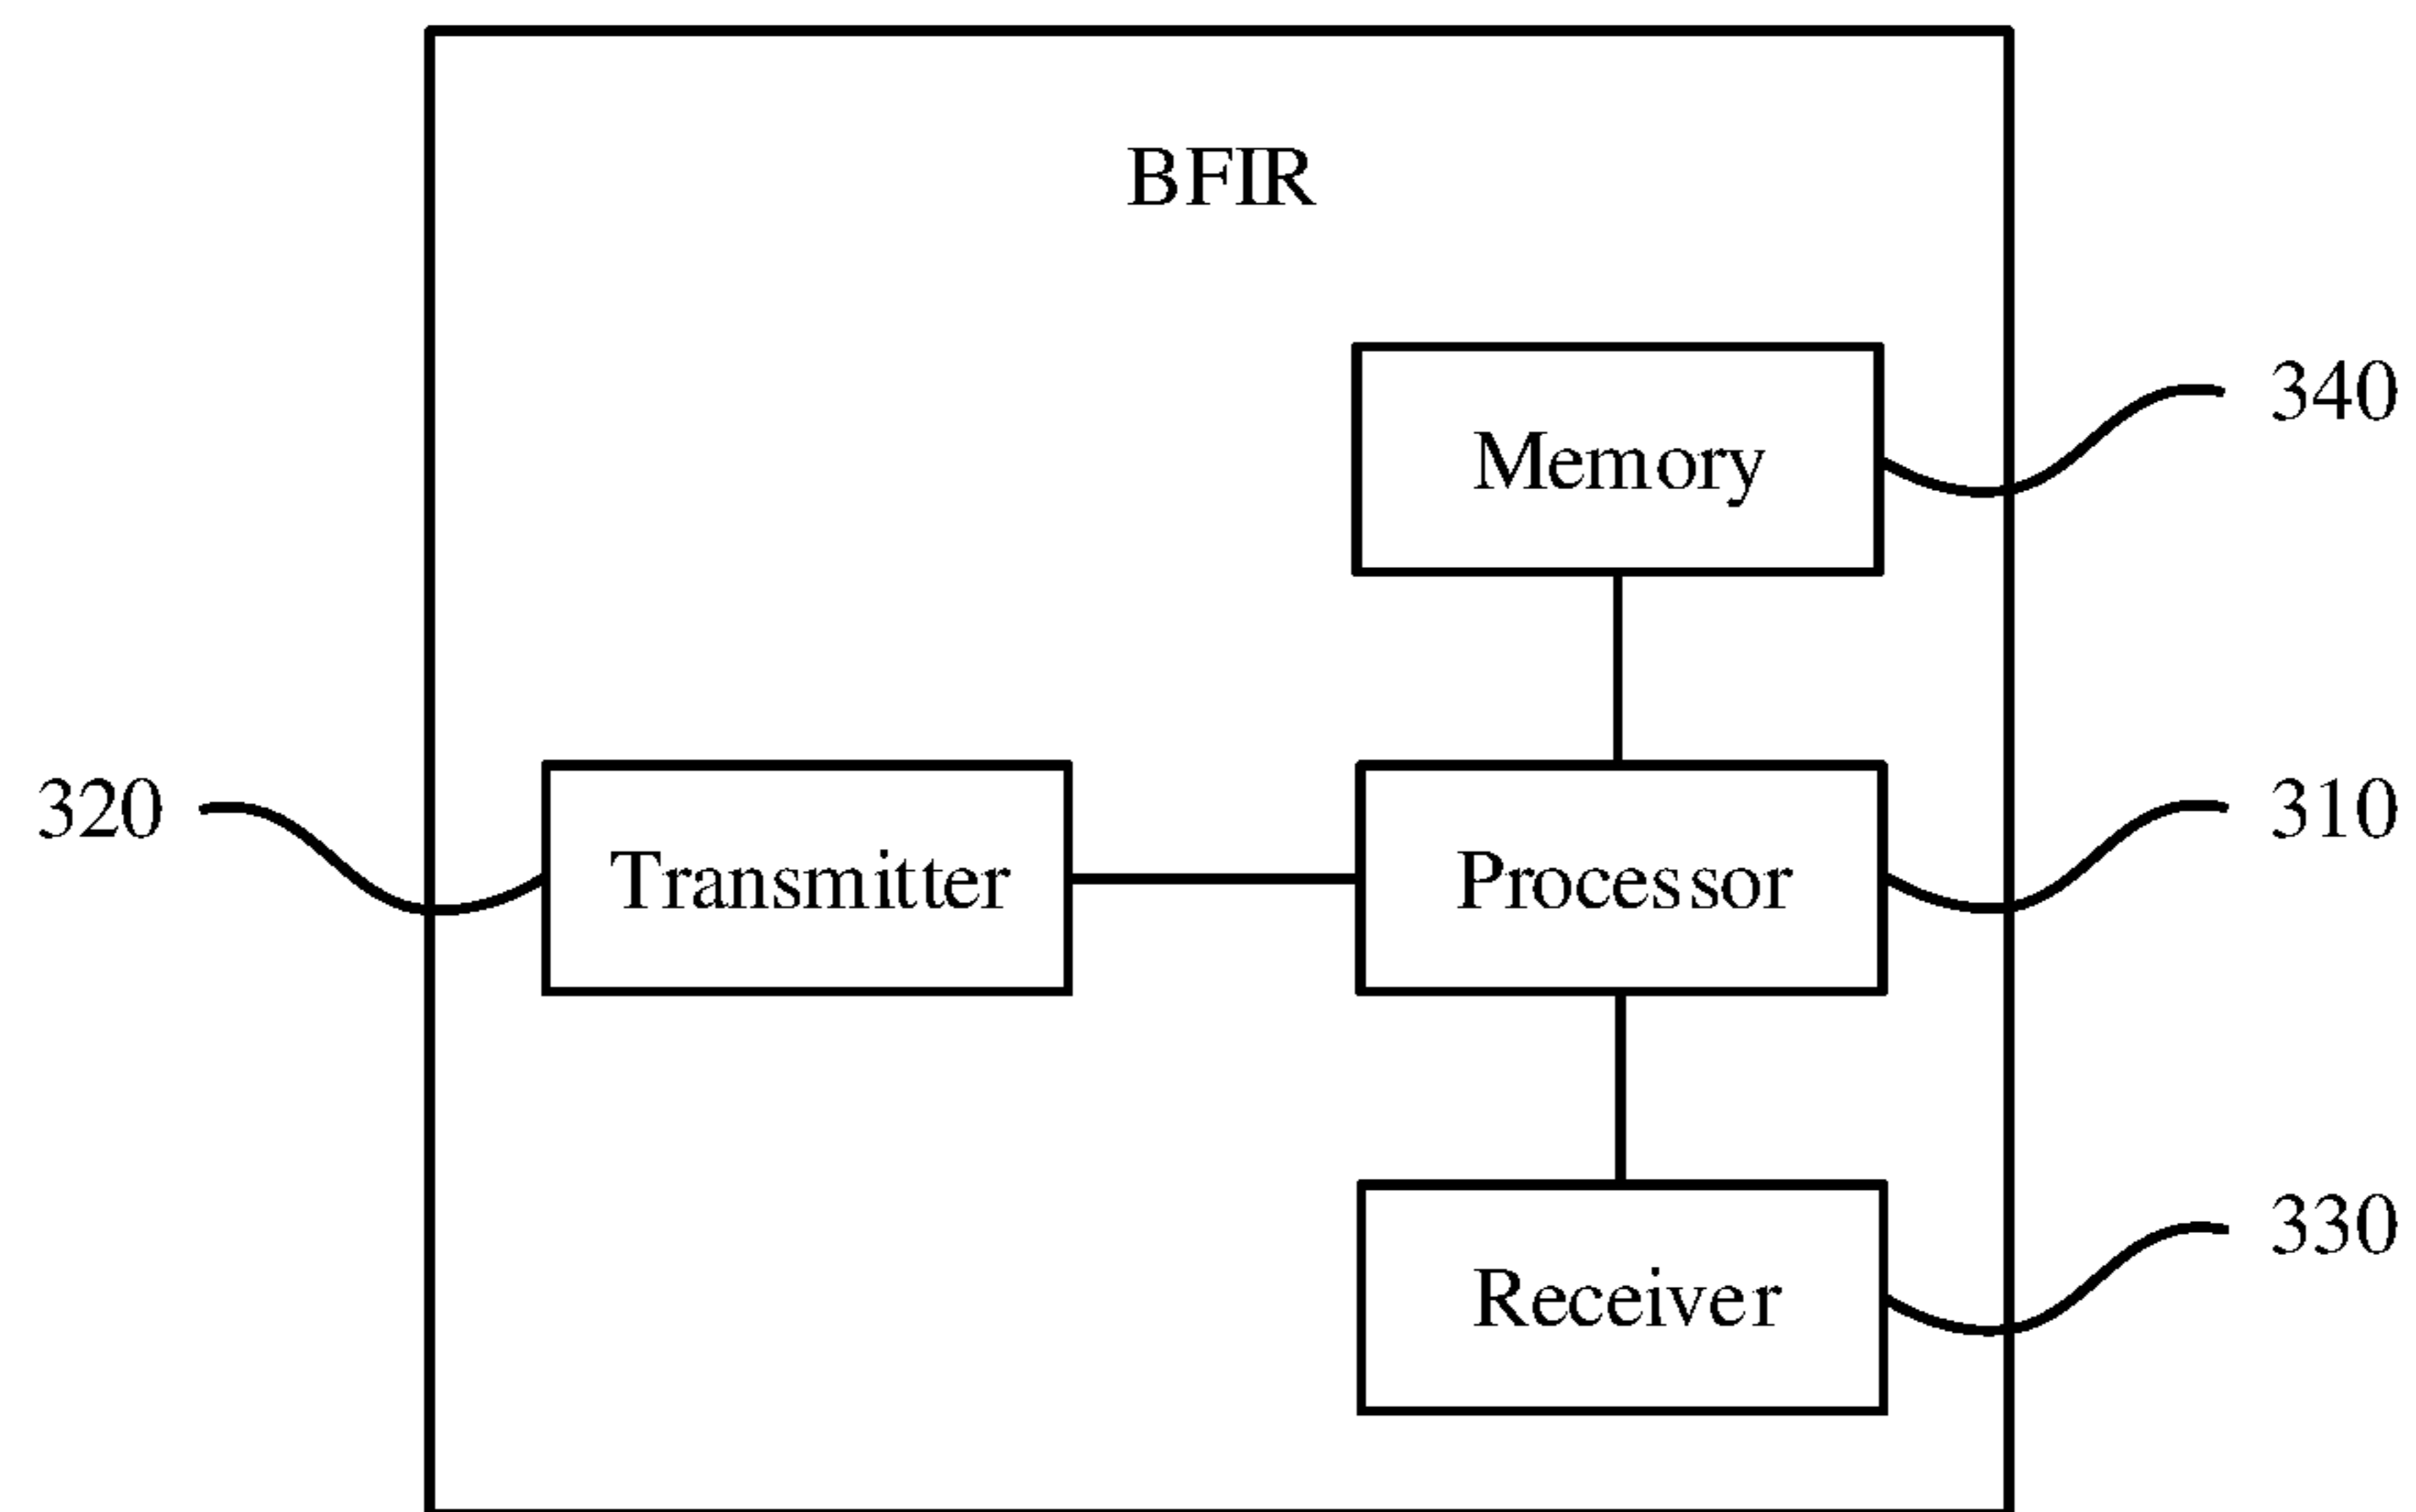 BFIR
Memory
340
320
Transmitter
Processor
310
Receiver
330